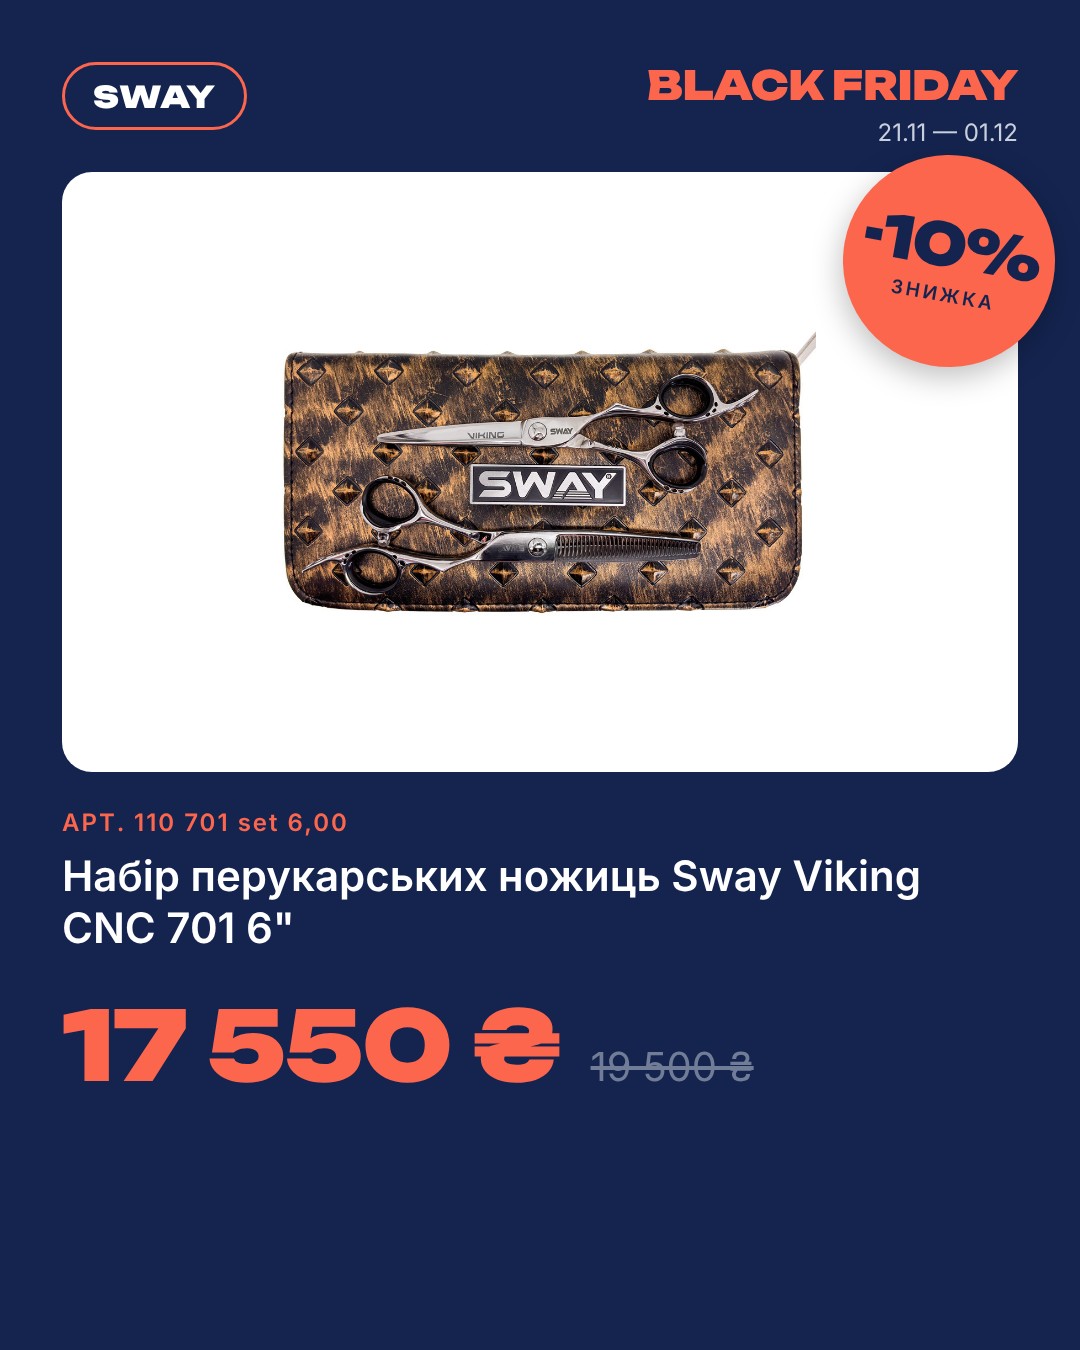 SWAY
BLACK FRIDAY
21.11 — 01.12
-10%
ЗНИЖКА
VIKING
SWAY
SWAY
АРТ. 110 701 set 6,00
Набір перукарських ножиць Sway Viking
CNC 701 6"
17 550 ₴ 19 500 ₴